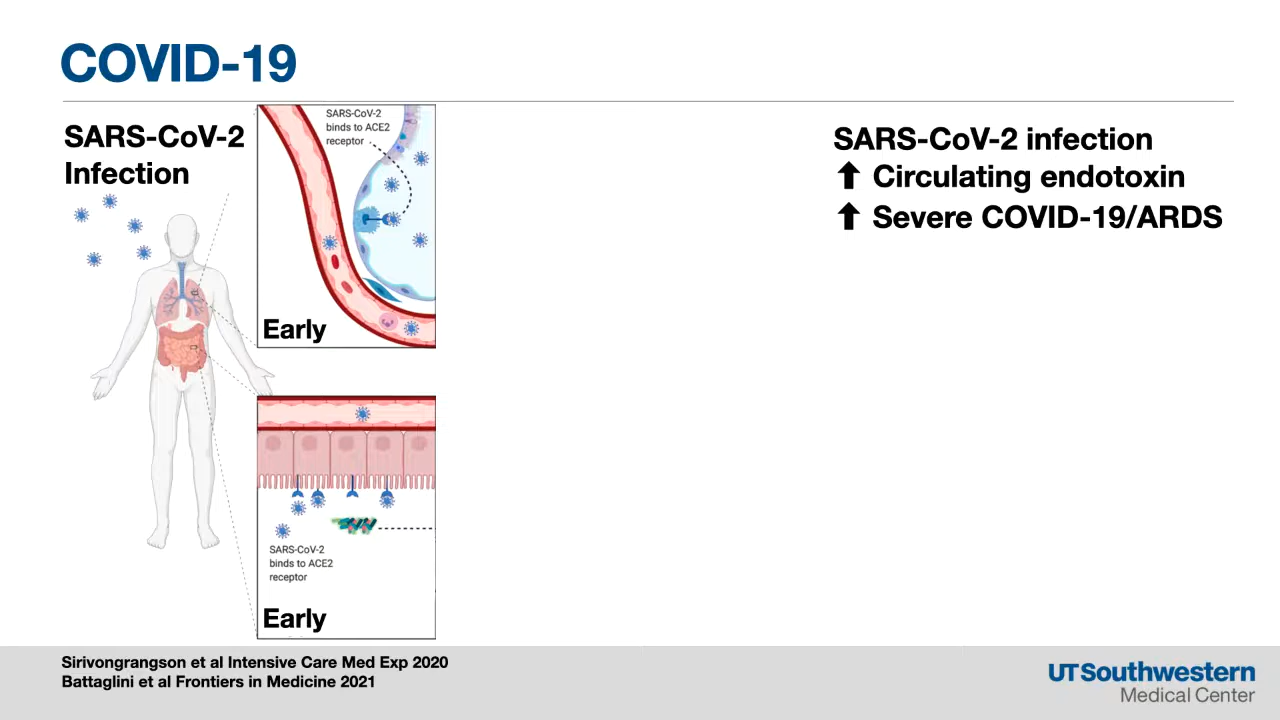 COVID-19
SARS-CoV-2
Infection
SARS-CoV-2
binds to ACE2
receptor
Early
SARS-CoV-2
binds to ACE2
receptor
Early
SARS-CoV-2 infection
↑ Circulating endotoxin
↑ Severe COVID-19/ARDS
Sirivongrangson et al Intensive Care Med Exp 2020
Battaglini et al Frontiers in Medicine 2021
UTSouthwestern
Medical Center